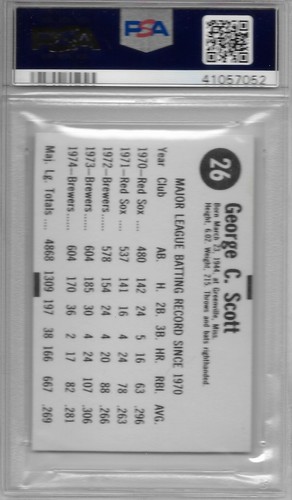 PSA
41057052
26
George C. Scott
Born March 23, 1944, at Greenville, Miss.
Height, 6.02. Weight, 215. Throws and bats righthanded.
MAJOR LEAGUE BATTING RECORD SINCE 1970
Year Club AB. H. 2B. 3B. HR. RBI. AVG.
1970—Red Sox .... 480 142 24 5 16 63 .296
1971—Red Sox .... 537 141 16 4 24 78 .263
1972—Brewers...... 578 154 24 4 20 88 .266
1973—Brewers...... 604 185 30 4 24 107 .306
1974—Brewers...... 604 170 36 2 17 82 .281
Maj. Lg. Totals .... 4868 1309 197 38 166 667 .269